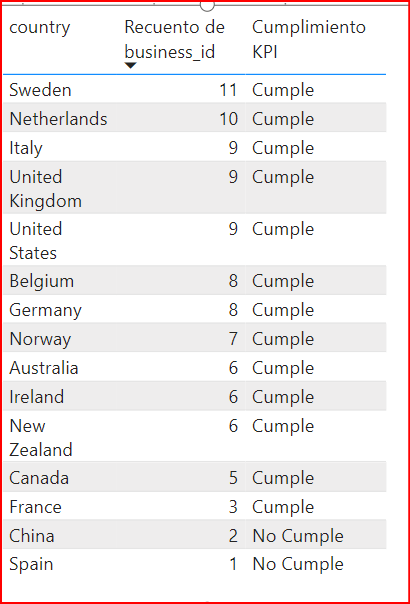 country Recuento de business_id Cumplimiento KPI
Sweden 11 Cumple
Netherlands 10 Cumple
Italy 9 Cumple
United Kingdom 9 Cumple
United States 9 Cumple
Belgium 8 Cumple
Germany 8 Cumple
Norway 7 Cumple
Australia 6 Cumple
Ireland 6 Cumple
New Zealand 6 Cumple
Canada 5 Cumple
France 3 Cumple
China 2 No Cumple
Spain 1 No Cumple